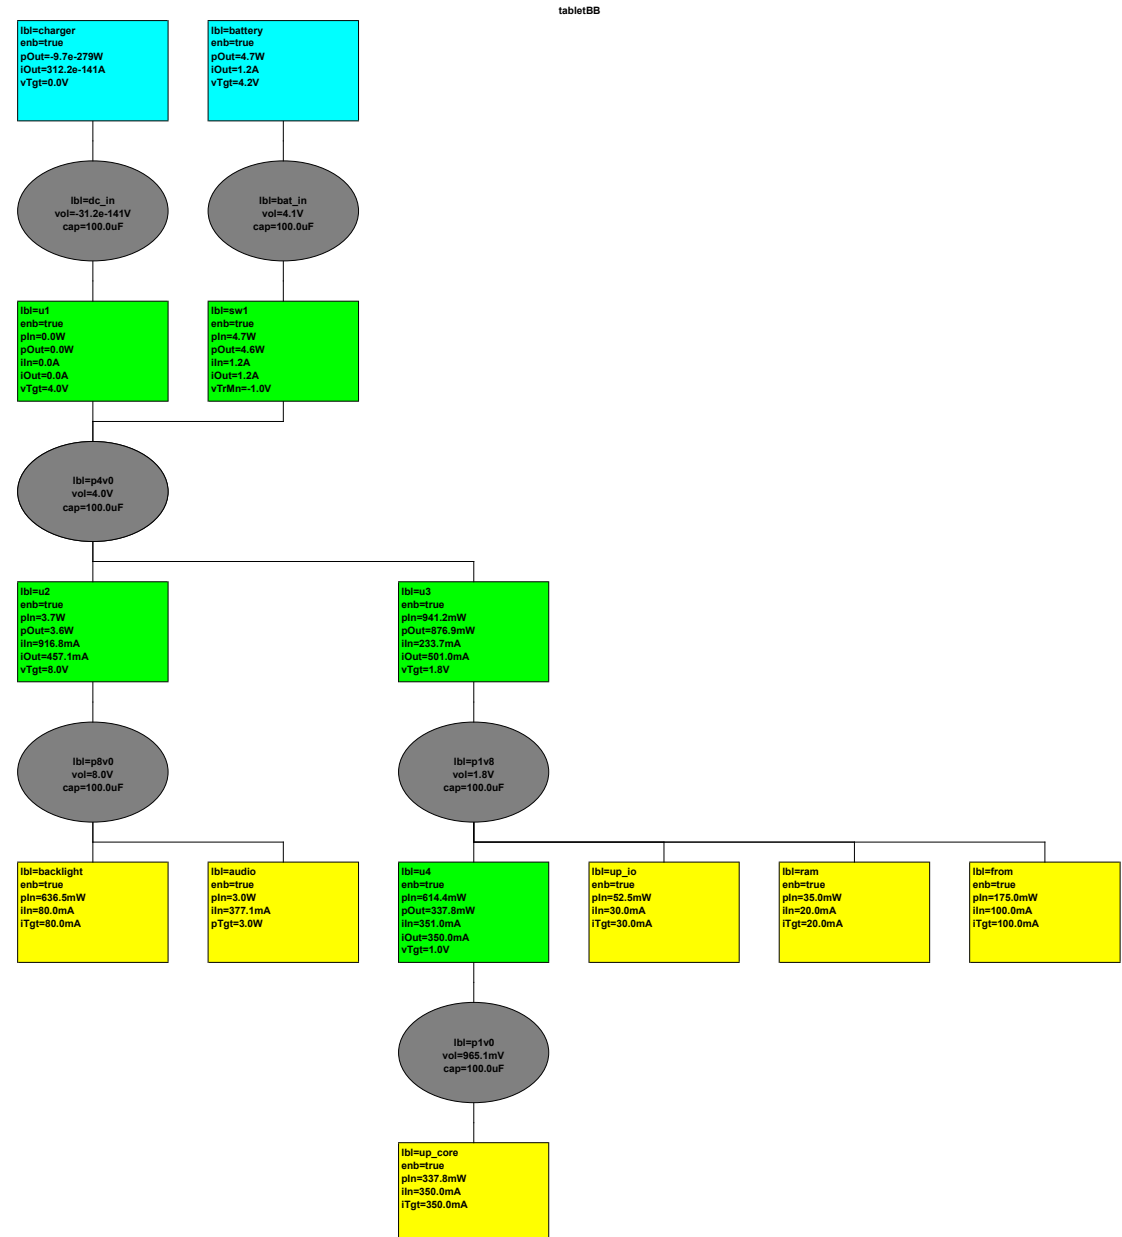 tabletBB
lbl=charger
enb=true
pOut=-9.7e-279W
iOut=312.2e-141A
vTgt=0.0V
lbl=battery
enb=true
pOut=4.7W
iOut=1.2A
vTgt=4.2V
lbl=dc_in
vol=-31.2e-141V
cap=100.0uF
lbl=bat_in
vol=4.1V
cap=100.0uF
lbl=u1
enb=true
pIn=0.0W
pOut=0.0W
iIn=0.0A
iOut=0.0A
vTgt=4.0V
lbl=sw1
enb=true
pIn=4.7W
pOut=4.6W
iIn=1.2A
iOut=1.2A
vTrMn=-1.0V
lbl=p4v0
vol=4.0V
cap=100.0uF
lbl=u2
enb=true
pIn=3.7W
pOut=3.6W
iIn=916.8mA
iOut=457.1mA
vTgt=8.0V
lbl=u3
enb=true
pIn=941.2mW
pOut=876.9mW
iIn=233.7mA
iOut=501.0mA
vTgt=1.8V
lbl=p8v0
vol=8.0V
cap=100.0uF
lbl=p1v8
vol=1.8V
cap=100.0uF
lbl=backlight
enb=true
pIn=636.5mW
iIn=80.0mA
iTgt=80.0mA
lbl=audio
enb=true
pIn=3.0W
iIn=377.1mA
pTgt=3.0W
lbl=u4
enb=true
pIn=614.4mW
pOut=337.8mW
iIn=351.0mA
iOut=350.0mA
vTgt=1.0V
lbl=up_io
enb=true
pIn=52.5mW
iIn=30.0mA
iTgt=30.0mA
lbl=ram
enb=true
pIn=35.0mW
iIn=20.0mA
iTgt=20.0mA
lbl=from
enb=true
pIn=175.0mW
iIn=100.0mA
iTgt=100.0mA
lbl=p1v0
vol=965.1mV
cap=100.0uF
lbl=up_core
enb=true
pIn=337.8mW
iIn=350.0mA
iTgt=350.0mA